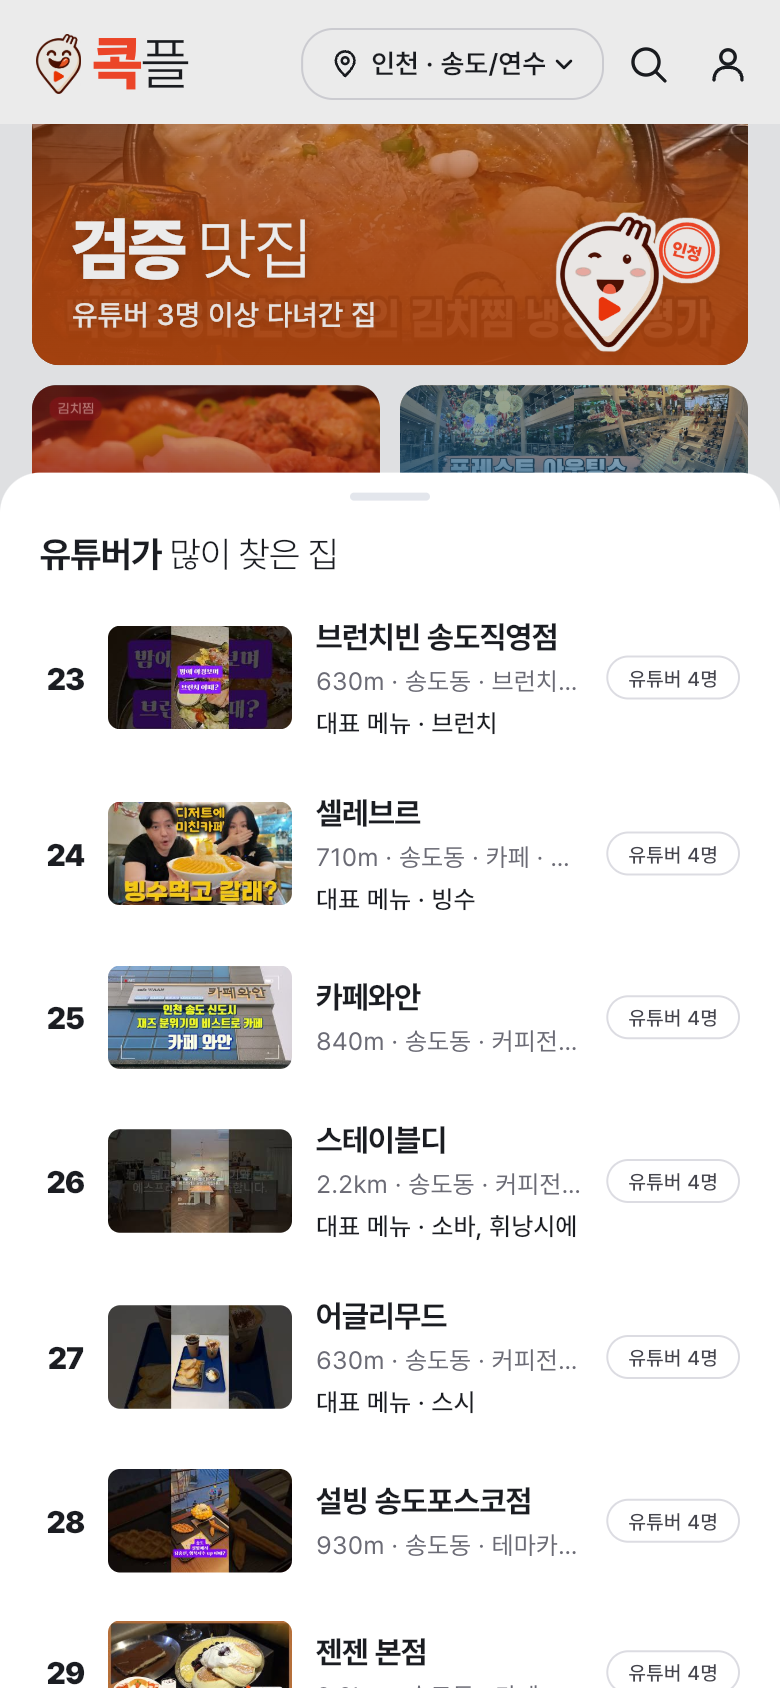 콕플
인천 · 송도/연수
검증 맛집
유튜버 3명 이상 다녀간 집
인정
김치찜
유튜버가 많이 찾은 집
23
밤에 여섯보며
브런치 어때?
브런치빈 송도직영점
630m · 송도동 · 브런치...
대표 메뉴 · 브런치
유튜버 4명
24
디저트에
미친카페
빙수먹고 갈래?
셀레브르
710m · 송도동 · 카페 · ...
대표 메뉴 · 빙수
유튜버 4명
25
카페와안
인천 송도 신도시
재즈 분위기의 비스트로 카페
카페 와안
카페와안
840m · 송도동 · 커피전...
유튜버 4명
26
스테이블디
2.2km · 송도동 · 커피전...
대표 메뉴 · 소바, 휘낭시에
유튜버 4명
27
어글리무드
630m · 송도동 · 커피전...
대표 메뉴 · 스시
유튜버 4명
28
설빙 송도포스코점
930m · 송도동 · 테마카...
유튜버 4명
29
젠젠 본점
유튜버 4명